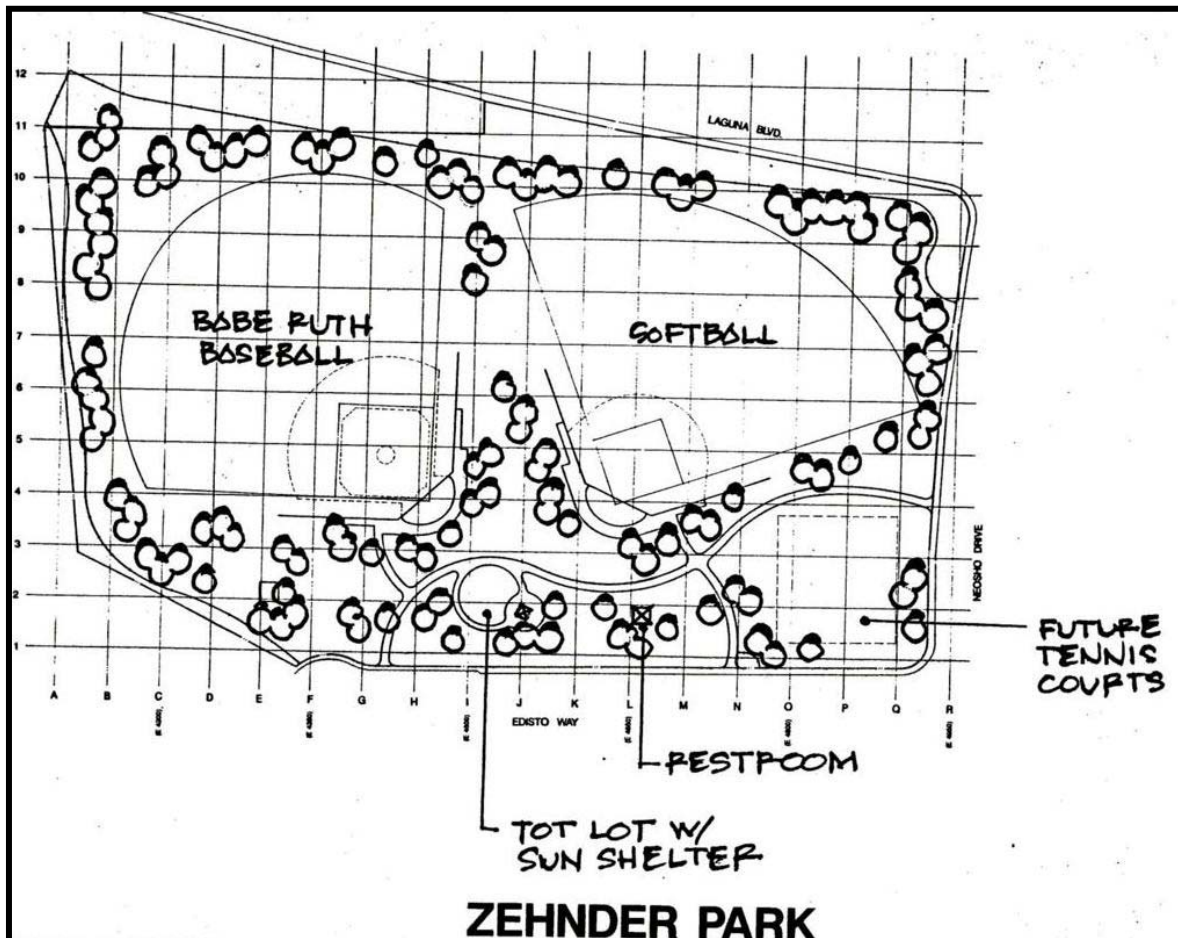 12
11
10
9
8
7
6
5
4
3
2
1
LAGUNA BLVD.
BABE RUTH
BASEBALL
SOFTBALL
NEOSHO DRIVE
FUTURE
TENNIS
COURTS
A B C D E F G H I J K L M N O P Q R
EDISTO WAY
RESTROOM
TOT LOT W/
SUN SHELTER
ZEHNDER PARK